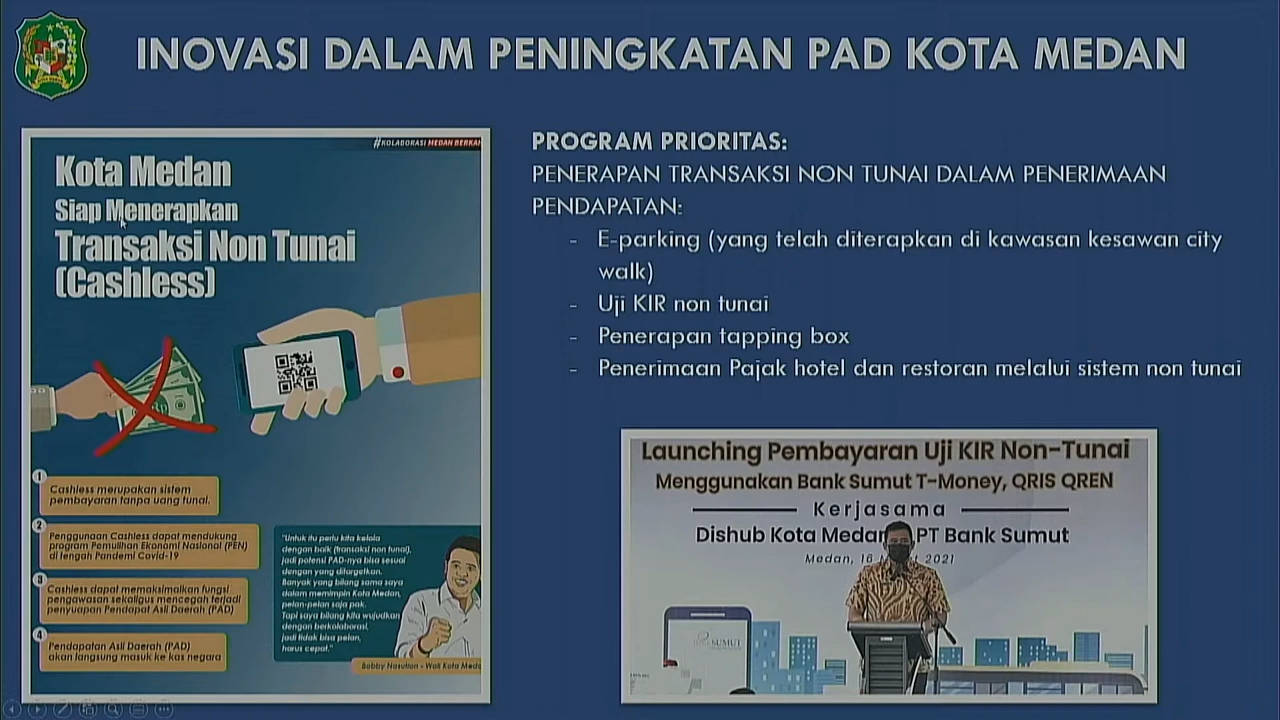 INOVASI DALAM PENINGKATAN PAD KOTA MEDAN
#KOLABORASI MEDAN BERKAH
Kota Medan
Siap Menerapkan
Transaksi Non Tunai
(Cashless)
1
Cashless merupakan sistem
pembayaran tanpa uang tunai.
2
Penggunaan Cashless dapat mendukung
program Pemulihan Ekonomi Nasional (PEN)
di tengah Pandemi Covid-19
3
Cashless dapat memaksimalkan fungsi
pengawasan sekaligus mencegah terjadi
penyuapan Pendapat Asli Daerah (PAD)
4
Pendapatan Asli Daerah (PAD)
akan langsung masuk ke kas negara
"Untuk itu perlu kita kelola
dengan baik (transaksi non tunai),
jadi potensi PAD-nya bisa sesuai
dengan yang ditargetkan.
Banyak yang bilang sama saya
dalam memimpin Kota Medan,
pelan-pelan saja pak.
Tapi saya bilang kita wujudkan
dengan berkolaborasi,
jadi tidak bisa pelan,
harus cepat."
Bobby Nasution - Wali Kota Meda
PROGRAM PRIORITAS:
PENERAPAN TRANSAKSI NON TUNAI DALAM PENERIMAAN
PENDAPATAN:
- E-parking (yang telah diterapkan di kawasan kesawan city
walk)
- Uji KIR non tunai
- Penerapan tapping box
- Penerimaan Pajak hotel dan restoran melalui sistem non tunai
Launching Pembayaran Uji KIR Non-Tunai
Menggunakan Bank Sumut T-Money, QRIS QREN
Kerjasama
Dishub Kota Medan PT Bank Sumut
Medan, 16 2021
SUMUT